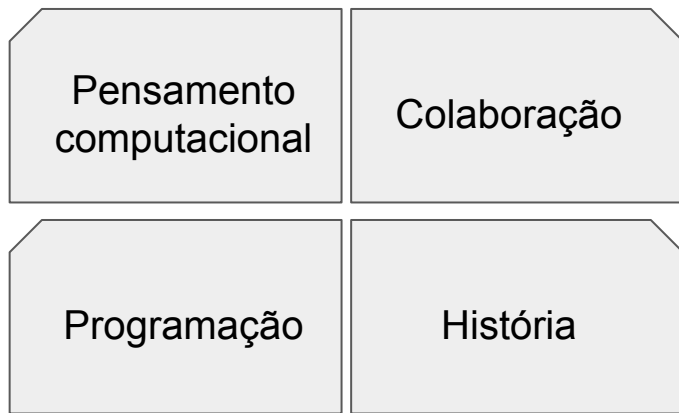 Pensamento
computacional
Colaboração
Programação
História